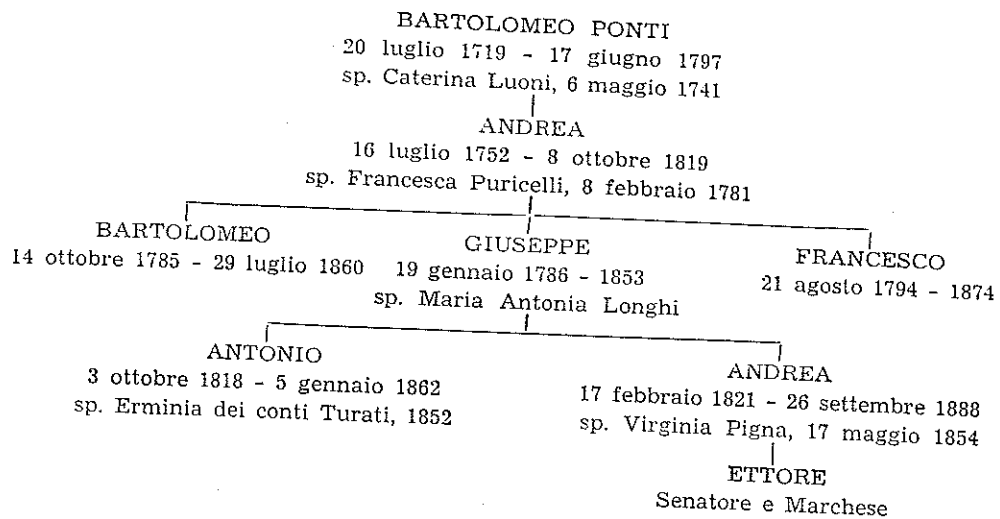 BARTOLOMEO PONTI
20 luglio 1719 - 17 giugno 1797
sp. Caterina Luoni, 6 maggio 1741
ANDREA
16 luglio 1752 - 8 ottobre 1819
sp. Francesca Puricelli, 8 febbraio 1781
BARTOLOMEO
14 ottobre 1785 - 29 luglio 1860
GIUSEPPE
19 gennaio 1786 - 1853
sp. Maria Antonia Longhi
FRANCESCO
21 agosto 1794 - 1874
ANTONIO
3 ottobre 1818 - 5 gennaio 1862
sp. Erminia dei conti Turati, 1852
ANDREA
17 febbraio 1821 - 26 settembre 1888
sp. Virginia Pigna, 17 maggio 1854
ETTORE
Senatore e Marchese